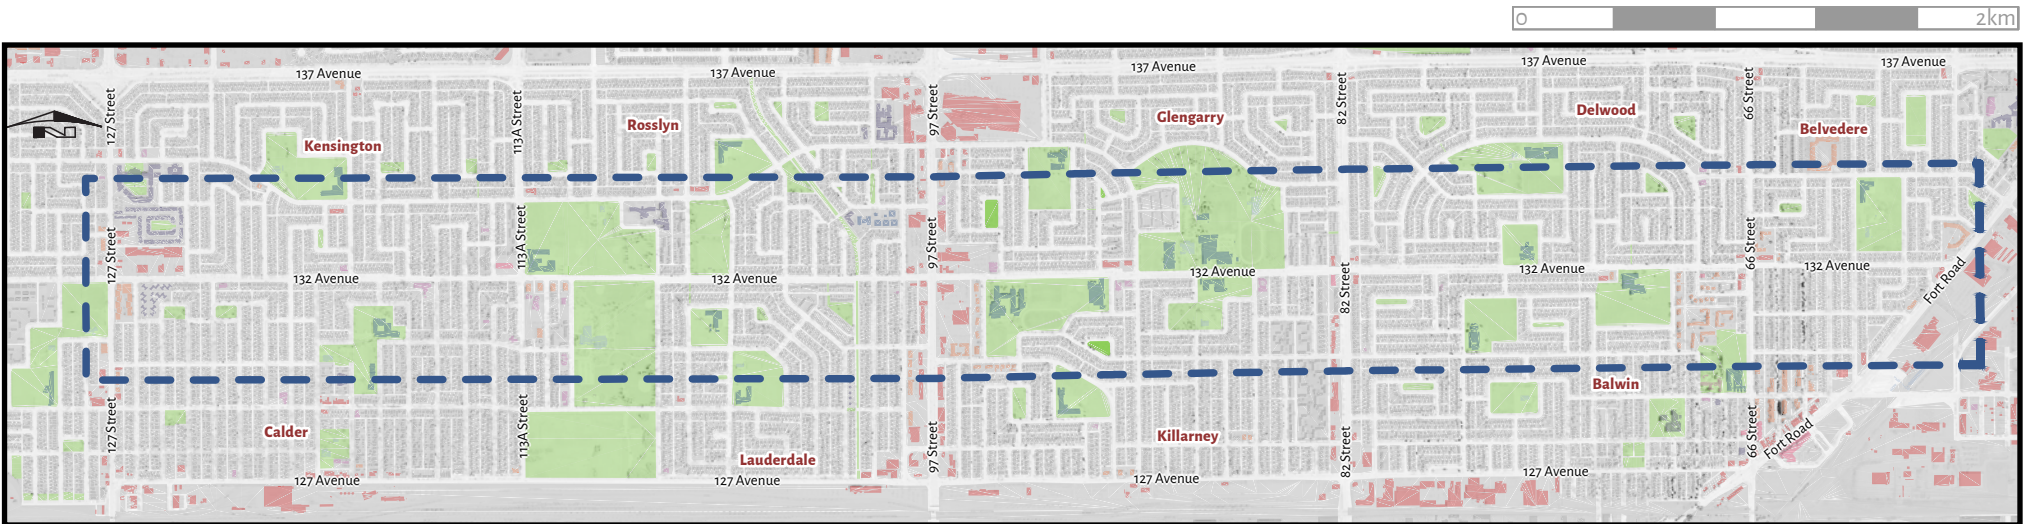 0 2km
137 Avenue 137 Avenue 137 Avenue 137 Avenue 137 Avenue
127 Street 113A Street 97 Street 82 Street 66 Street
Kensington Rosslyn Glengarry Delwood Belvedere
N
127 Street 113A Street 97 Street 82 Street 66 Street
132 Avenue 132 Avenue 132 Avenue 132 Avenue 132 Avenue
Fort Road
Balwin
127 Street 113A Street 97 Street 82 Street 66 Street
Calder Lauderdale Killarney
Fort Road
127 Avenue 127 Avenue 127 Avenue 127 Avenue